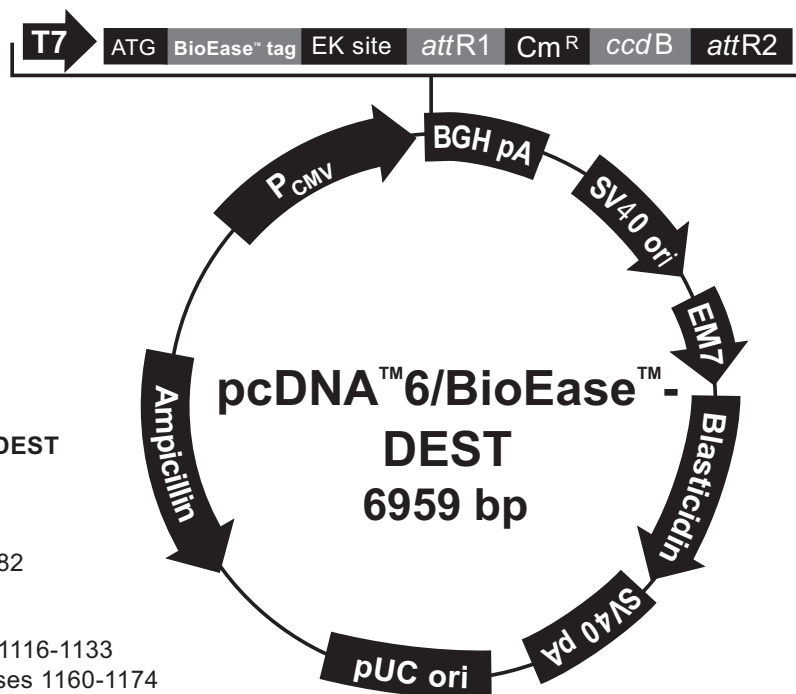 T7 ATG BioEase™ tag EK site attR1 CmR ccdB attR2
BGH pA
PCMV
SV40 ori
EM7
Ampicillin
pcDNA™6/BioEase™-
DEST
6959 bp
Blasticidin
SV40 pA
pUC ori
DEST
82
1116-1133
ses 1160-1174